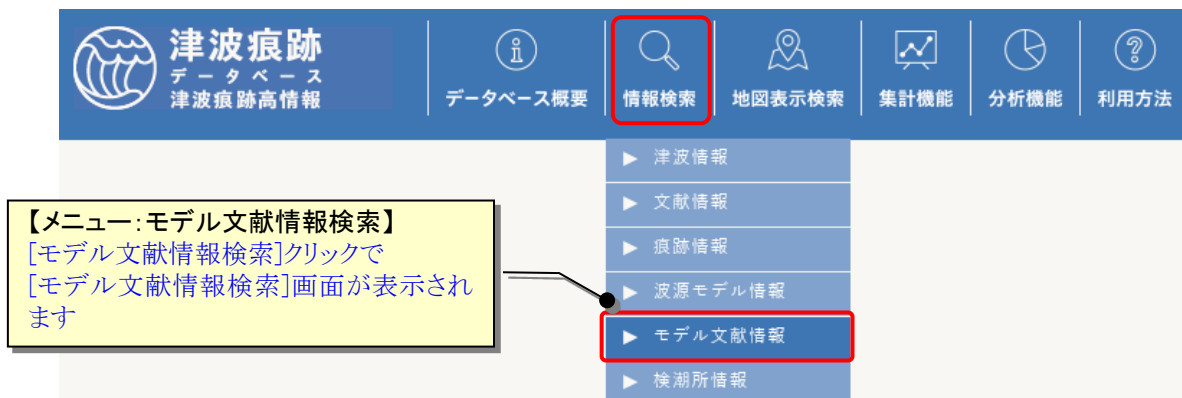 津波痕跡
データベース
津波痕跡高情報
データベース概要
情報検索
地図表示検索
集計機能
分析機能
利用方法
▶ 津波情報
▶ 文献情報
▶ 痕跡情報
▶ 波源モデル情報
▶ モデル文献情報
▶ 検潮所情報
【メニュー:モデル文献情報検索】
[モデル文献情報検索]クリックで
[モデル文献情報検索]画面が表示され
ます